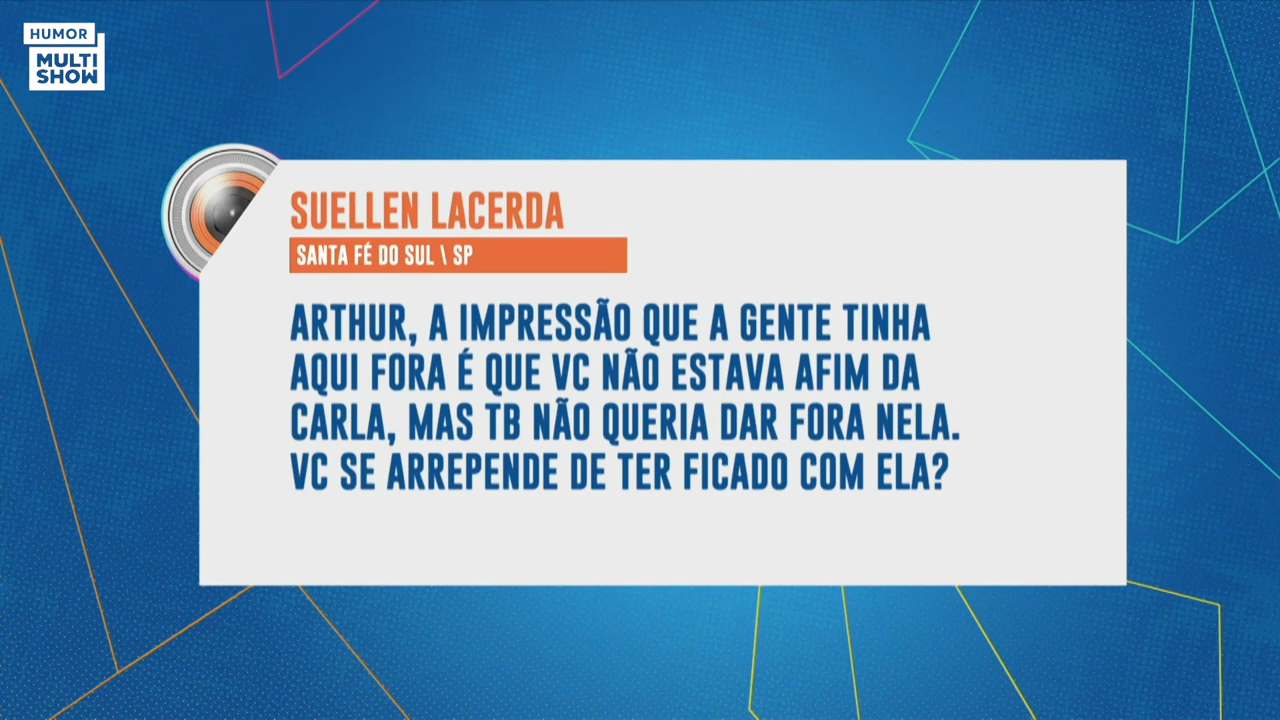 HUMOR
MULTI
SHOW
SUELLEN LACERDA
SANTA FÉ DO SUL \ SP
ARTHUR, A IMPRESSÃO QUE A GENTE TINHA
AQUI FORA É QUE VC NÃO ESTAVA AFIM DA
CARLA, MAS TB NÃO QUERIA DAR FORA NELA.
VC SE ARREPENDE DE TER FICADO COM ELA?